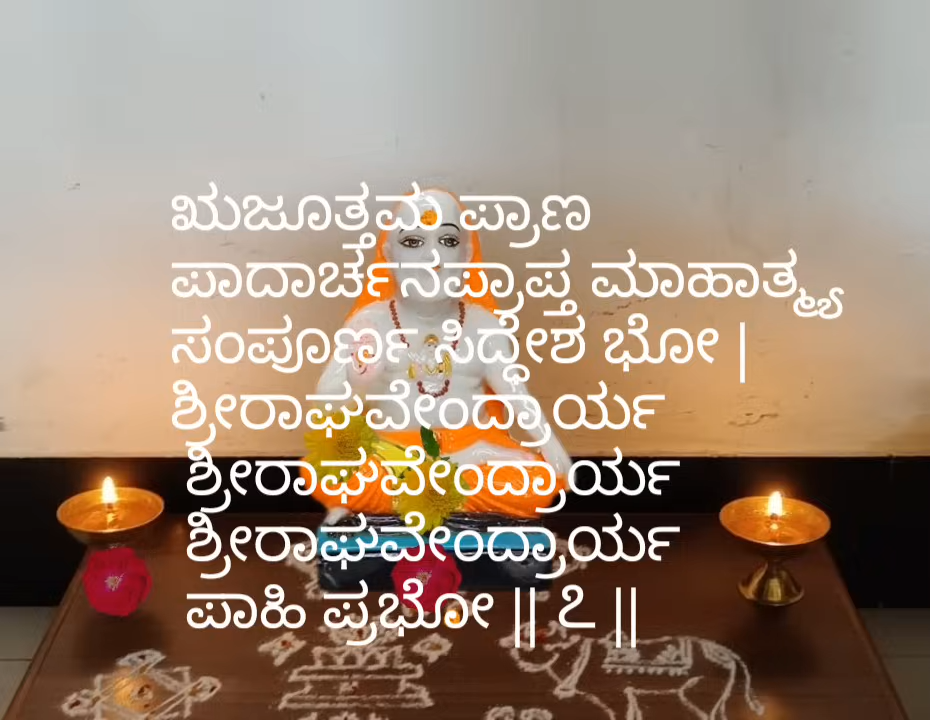 ಋಜೂತ್ತಮ ಪ್ರಾಣ
ಪಾದಾರ್ಚನಪ್ರಾಪ್ತ ಮಾಹಾತ್ಮ್ಯ
ಸಂಪೂರ್ಣ ಸಿದ್ಧೇಶ ಭೋ |
ಶ್ರೀರಾಘವೇಂದ್ರಾರ್ಯ
ಶ್ರೀರಾಘವೇಂದ್ರಾರ್ಯ
ಶ್ರೀರಾಘವೇಂದ್ರಾರ್ಯ
ಪಾಹಿ ಪ್ರಭೋ || ೭ ||